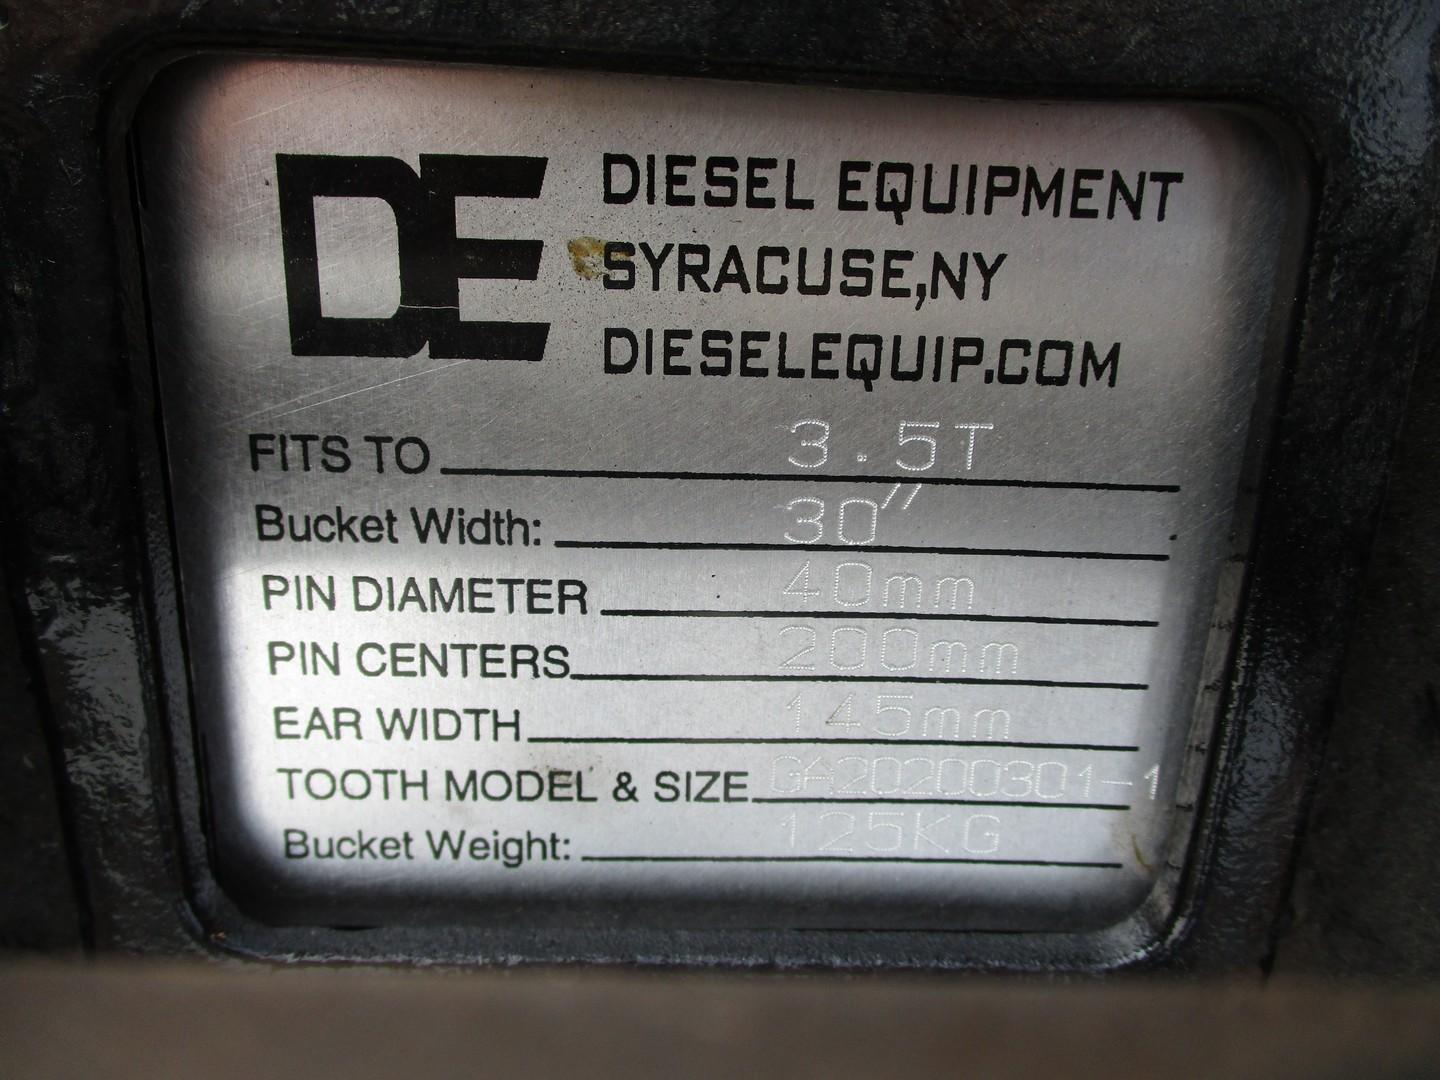 DE
DIESEL EQUIPMENT
SYRACUSE,NY
DIESELEQUIP.COM
FITS TO 3.5T
Bucket Width: 30"
PIN DIAMETER 40mm
PIN CENTERS 200mm
EAR WIDTH 145mm
TOOTH MODEL & SIZE GA20200301-1
Bucket Weight: 125KG